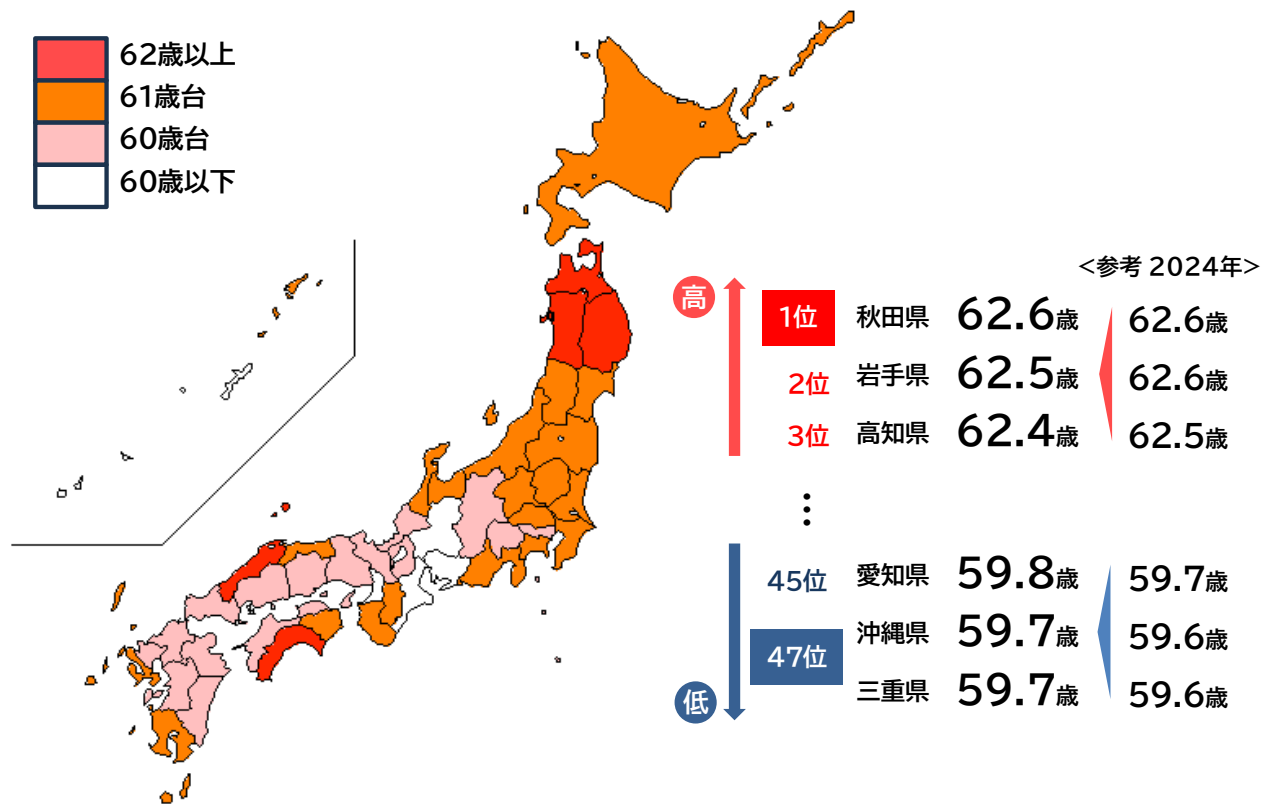 62歳以上
61歳台
60歳台
60歳以下
<参考 2024年>
高
1位 秋田県 62.6歳 62.6歳
2位 岩手県 62.5歳 62.6歳
3位 高知県 62.4歳 62.5歳
⋮
45位 愛知県 59.8歳 59.7歳
47位 沖縄県 59.7歳 59.6歳
三重県 59.7歳 59.6歳
低